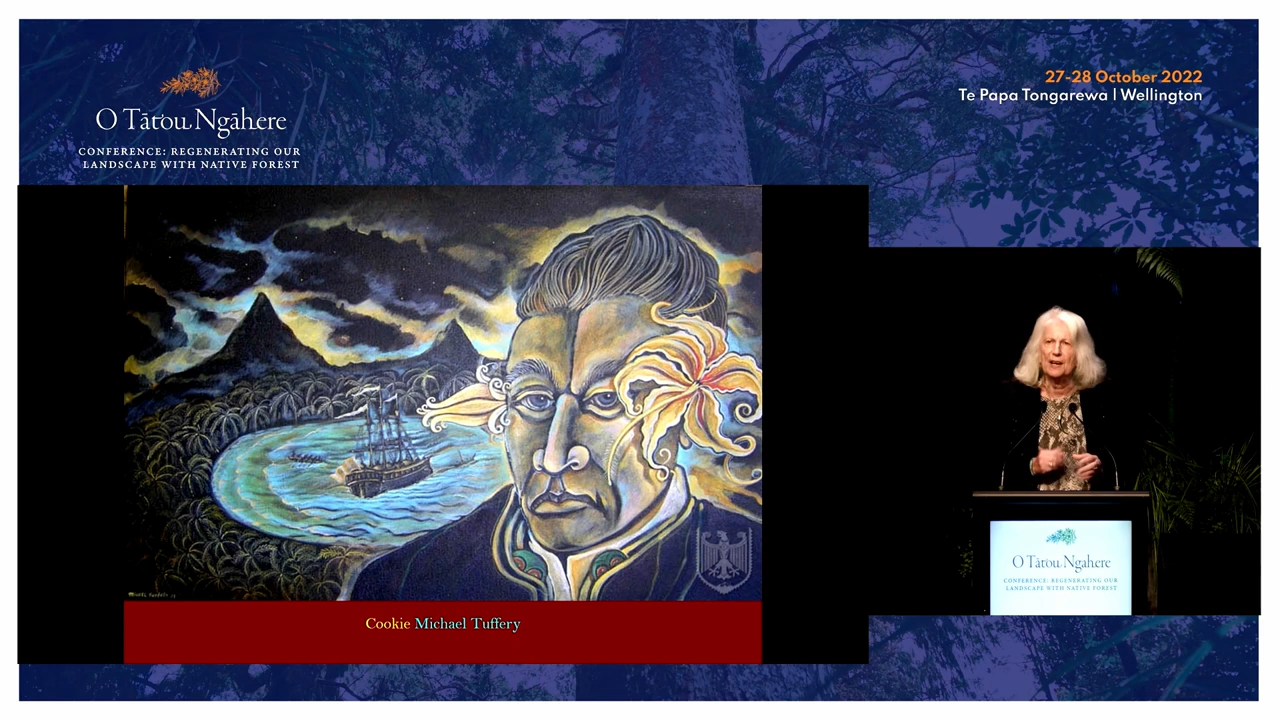 27-28 October 2022
Te Papa Tongarewa | Wellington
O Tātou Ngāhere
CONFERENCE: REGENERATING OUR
LANDSCAPE WITH NATIVE FOREST
Cookie Michael Tuffery
O Tātou Ngahere
CONFERENCE: REGENERATING OUR
LANDSCAPE WITH NATIVE FOREST